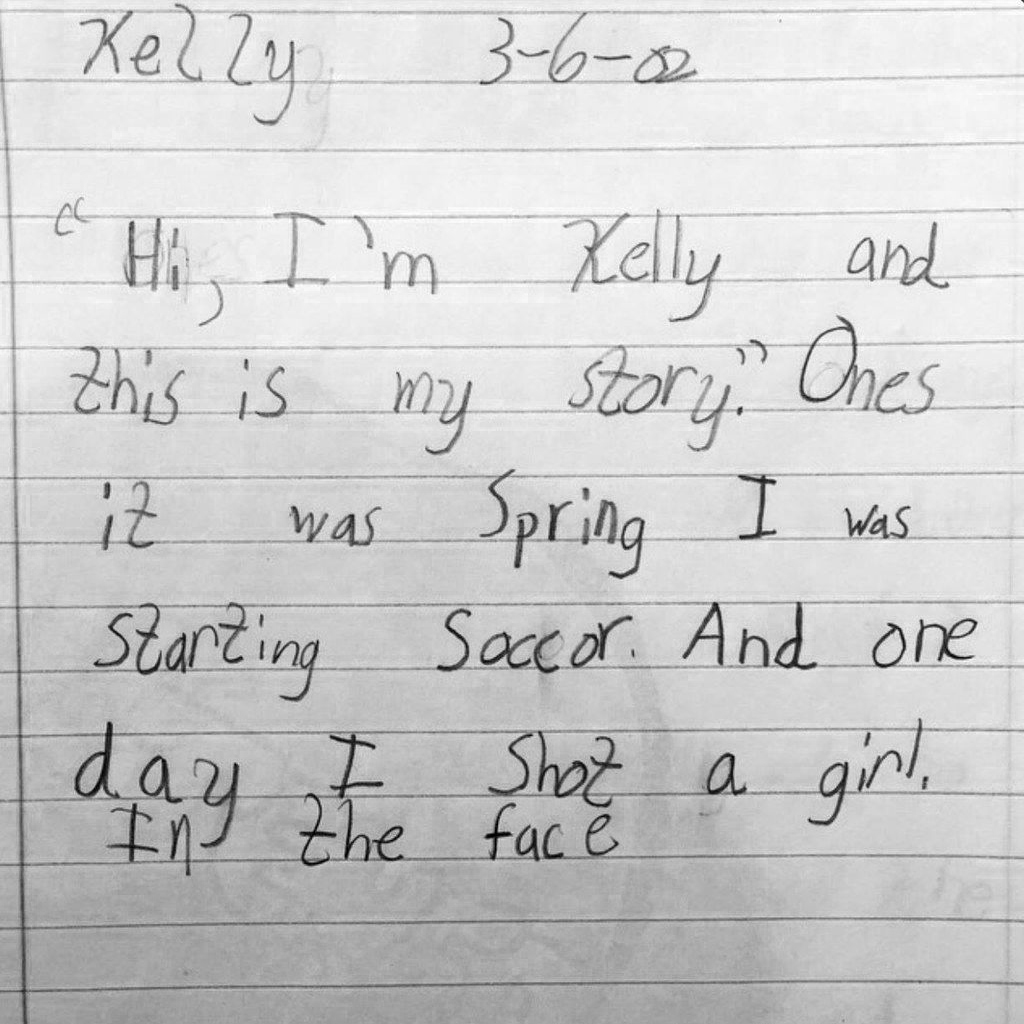 Kelly 3-6-02
"Hi, I'm Kelly and
this is my story." Ones
it was Spring I was
starting Soccor. And one
day I Shot a girl.
In the face